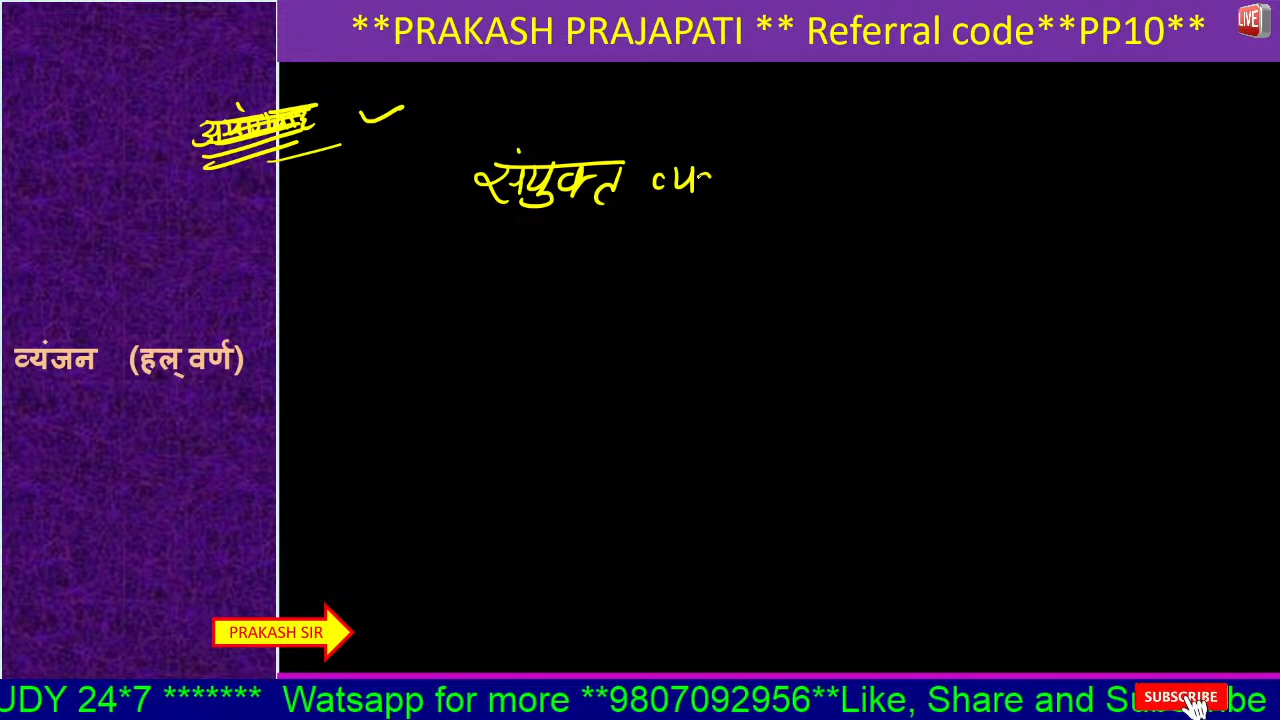 **PRAKASH PRAJAPATI ** Referral code**PP10**
LIVE
संयुक्त
व्यंजन (हल् वर्ण)
PRAKASH SIR
UDY 24*7 ******* Watsapp for more **9807092956**Like, Share and Su be
SUBSCRIBE